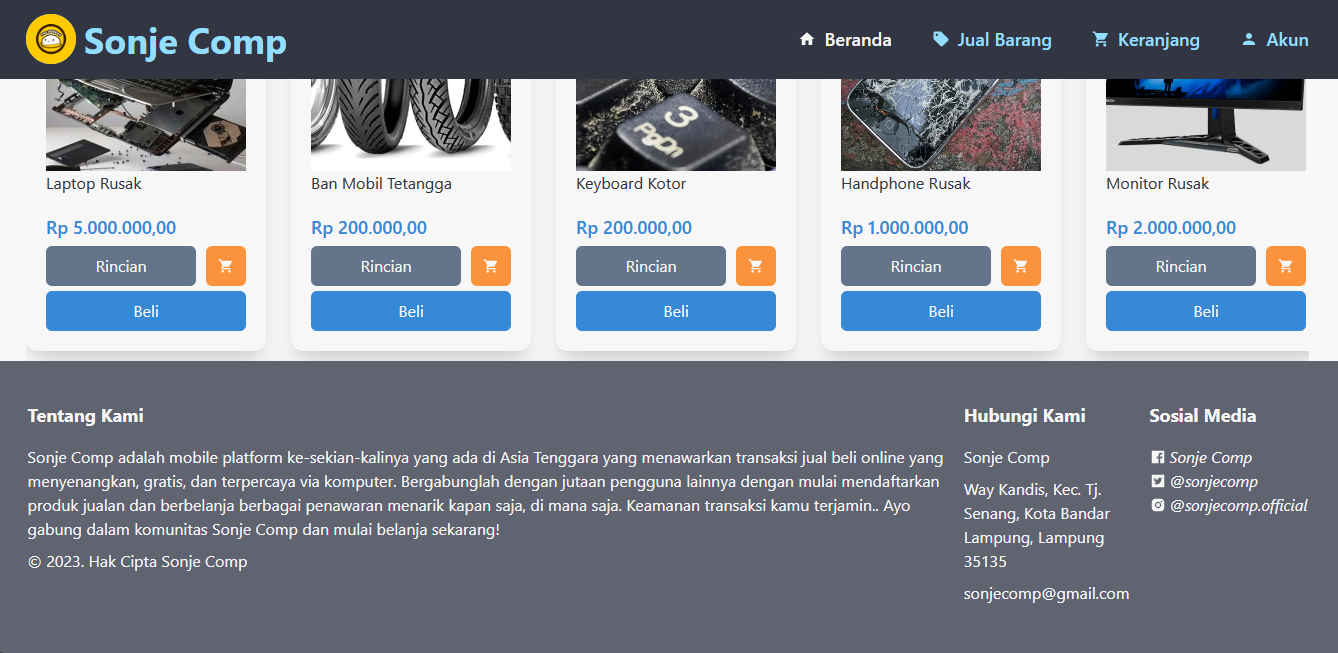 Sonje Comp
Beranda
Jual Barang
Keranjang
Akun
3
PgDn
Laptop Rusak
Ban Mobil Tetangga
Keyboard Kotor
Handphone Rusak
Monitor Rusak
Rp 5.000.000,00
Rp 200.000,00
Rp 200.000,00
Rp 1.000.000,00
Rp 2.000.000,00
Rincian
Rincian
Rincian
Rincian
Rincian
Beli
Beli
Beli
Beli
Beli
Tentang Kami
Sonje Comp adalah mobile platform ke-sekian-kalinya yang ada di Asia Tenggara yang menawarkan transaksi jual beli online yang
menyenangkan, gratis, dan terpercaya via komputer. Bergabunglah dengan jutaan pengguna lainnya dengan mulai mendaftarkan
produk jualan dan berbelanja berbagai penawaran menarik kapan saja, di mana saja. Keamanan transaksi kamu terjamin.. Ayo
gabung dalam komunitas Sonje Comp dan mulai belanja sekarang!
© 2023. Hak Cipta Sonje Comp
Hubungi Kami
Sonje Comp
Way Kandis, Kec. Tj.
Senang, Kota Bandar
Lampung, Lampung
35135
sonjecomp@gmail.com
Sosial Media
Sonje Comp
@sonjecomp
@sonjecomp.official